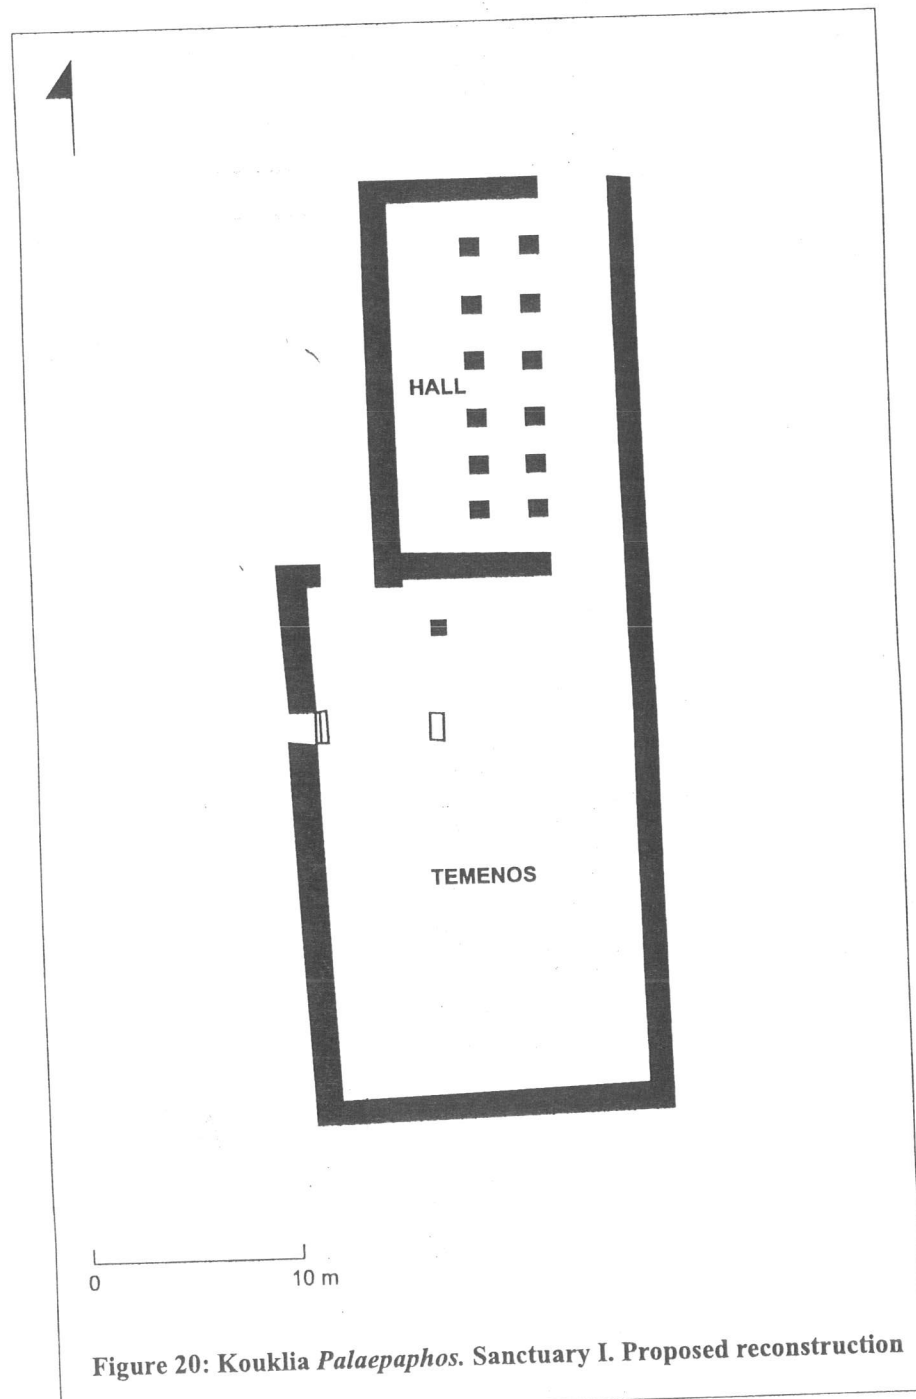 HALL
TEMENOS
0 10 m
Figure 20: Kouklia Palaepaphos. Sanctuary I. Proposed reconstruction